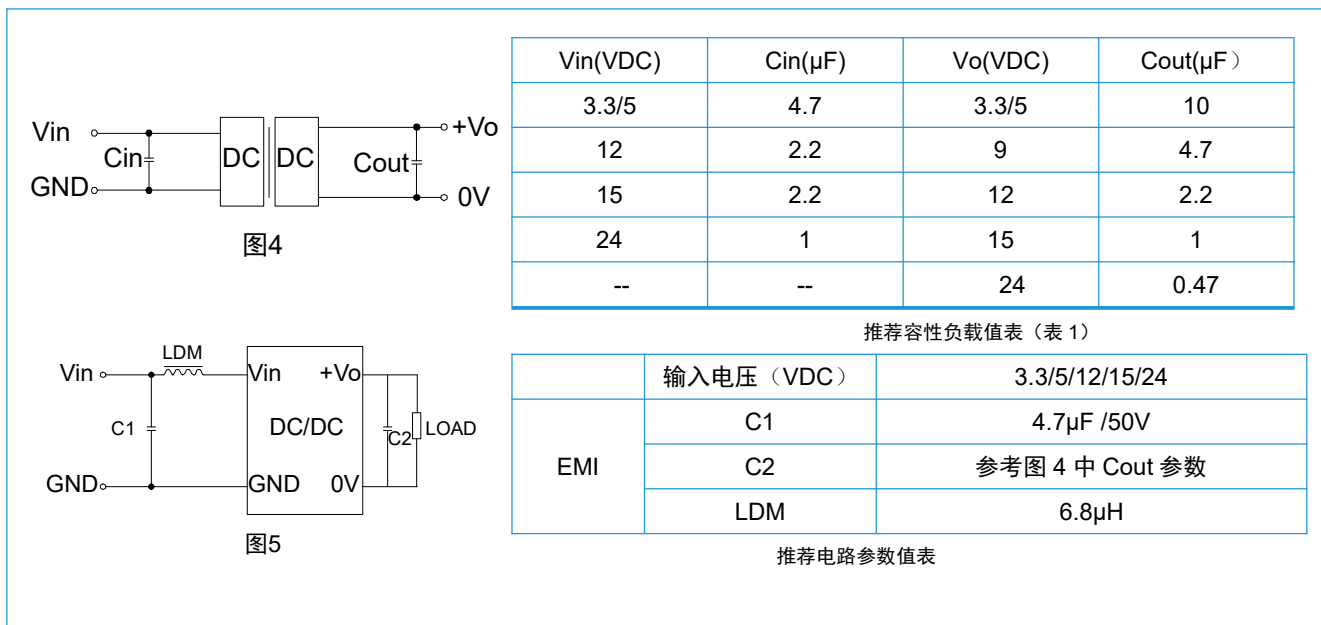 Vin
Cin
GND
DC DC
Cout
+Vo
0V
图4
Vin(VDC) Cin(μF) Vo(VDC) Cout(μF）
3.3/5 4.7 3.3/5 10
12 2.2 9 4.7
15 2.2 12 2.2
24 1 15 1
-- -- 24 0.47
推荐容性负载值表（表 1）
LDM
Vin Vin +Vo
C1 DC/DC C2 LOAD
GND GND 0V
图5
输入电压（VDC） 3.3/5/12/15/24
C1 4.7μF /50V
EMI C2 参考图 4 中 Cout 参数
LDM 6.8μH
推荐电路参数值表